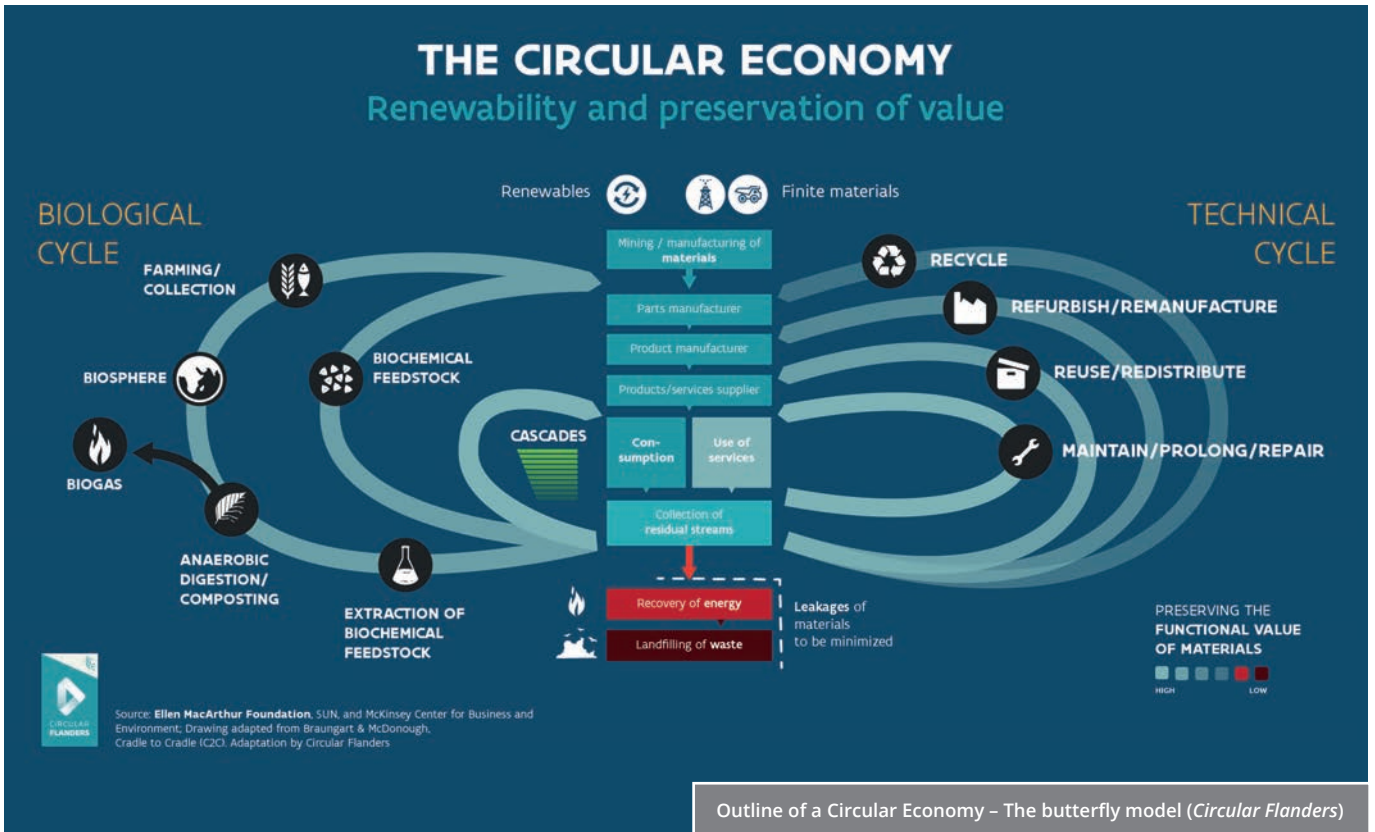 THE CIRCULAR ECONOMY
Renewability and preservation of value
Renewables
Finite materials
BIOLOGICAL
CYCLE
TECHNICAL
CYCLE
FARMING/
COLLECTION
BIOSPHERE
BIOCHEMICAL
FEEDSTOCK
BIOGAS
CASCADES
ANAEROBIC
DIGESTION/
COMPOSTING
EXTRACTION OF
BIOCHEMICAL
FEEDSTOCK
Mining / manufacturing of
materials
Parts manufacturer
Product manufacturer
Products/services supplier
Con-
sumption
Use of
services
Collection of
residual streams
Recovery of energy
Landfilling of waste
Leakages of
materials
to be minimized
RECYCLE
REFURBISH/REMANUFACTURE
REUSE/REDISTRIBUTE
MAINTAIN/PROLONG/REPAIR
PRESERVING THE
FUNCTIONAL VALUE
OF MATERIALS
HIGH
LOW
CIRCULAR
FLANDERS
Source: Ellen MacArthur Foundation, SUN, and McKinsey Center for Business and
Environment; Drawing adapted from Braungart & McDonough,
Cradle to Cradle (C2C). Adaptation by Circular Flanders
Outline of a Circular Economy – The butterfly model (Circular Flanders)